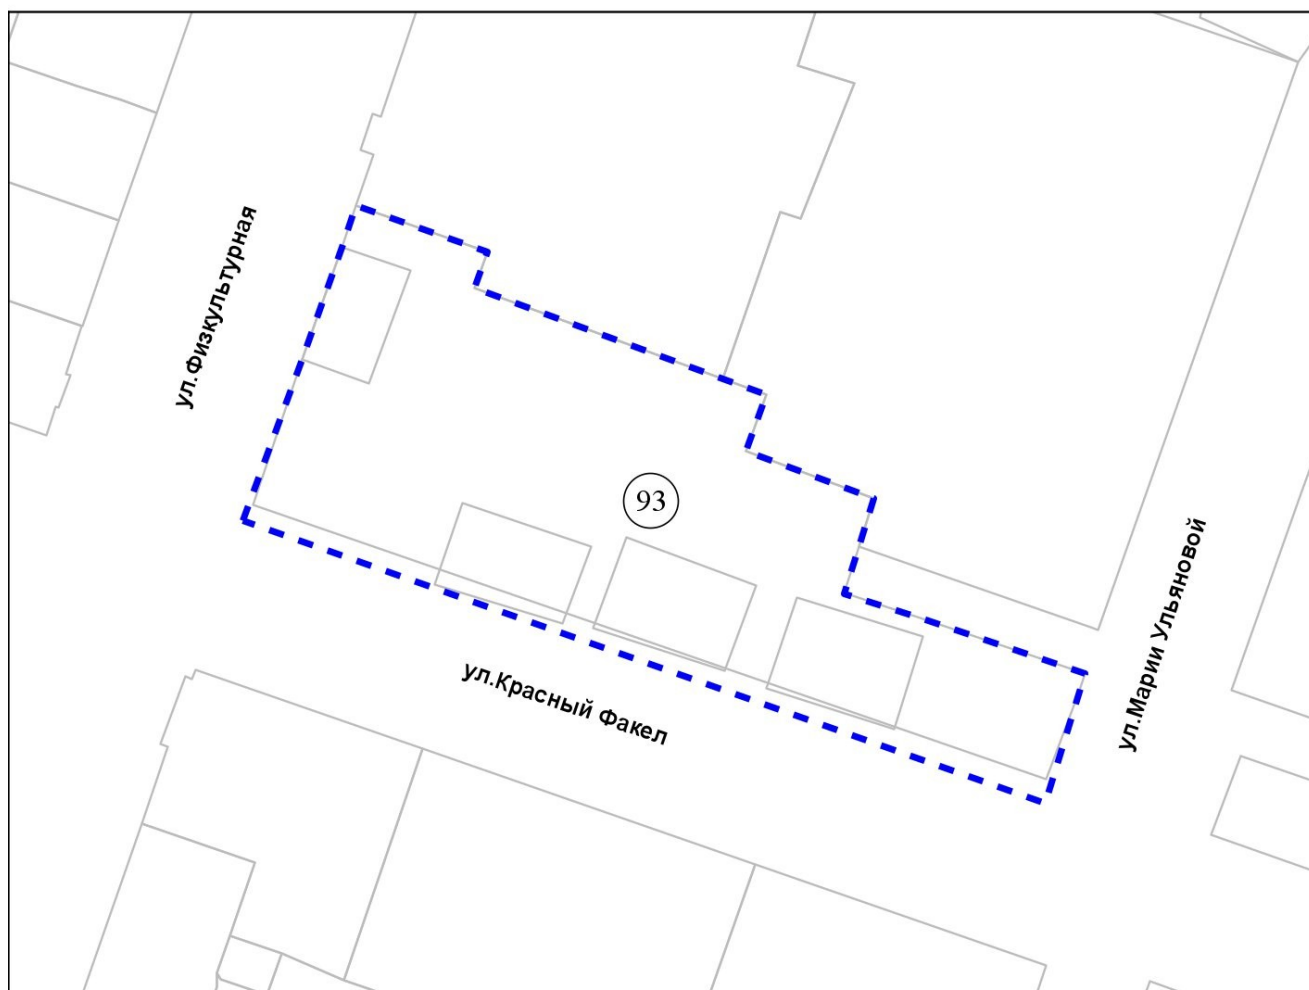 ул.Физкультурная
93
ул.Марии Ульяновой
ул.Красный Факел